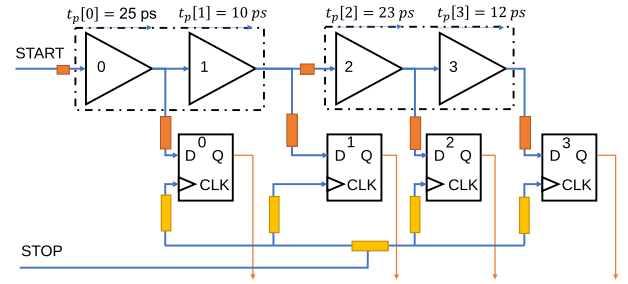 t_p[0] = 25 ps t_p[1] = 10 ps t_p[2] = 23 ps t_p[3] = 12 ps
START
0 1 2 3
0 1 2 3
D Q D Q D Q D Q
CLK CLK CLK CLK
STOP